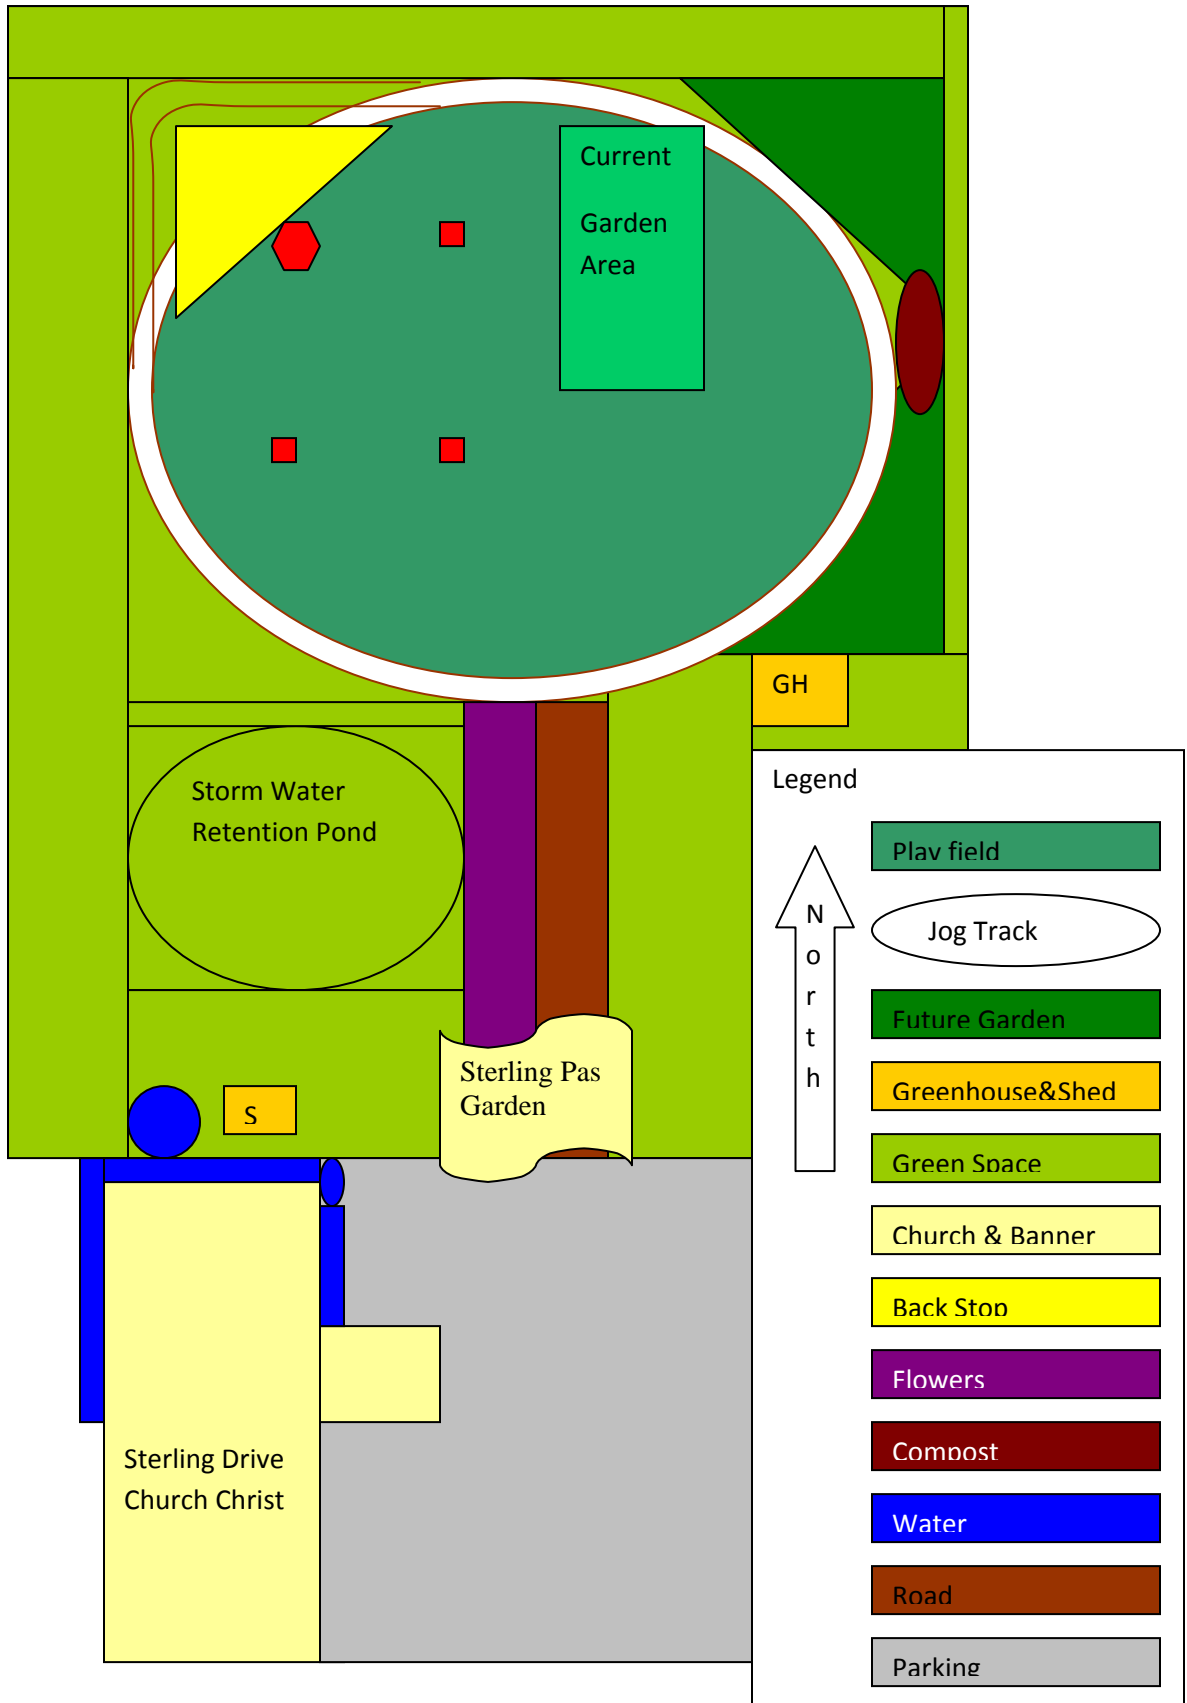 Current
Garden
Area
GH
Storm Water
Retention Pond
Sterling Pas
Garden
S
Sterling Drive
Church Christ
Legend
North
Play field
Jog Track
Future Garden
Greenhouse&Shed
Green Space
Church & Banner
Back Stop
Flowers
Compost
Water
Road
Parking